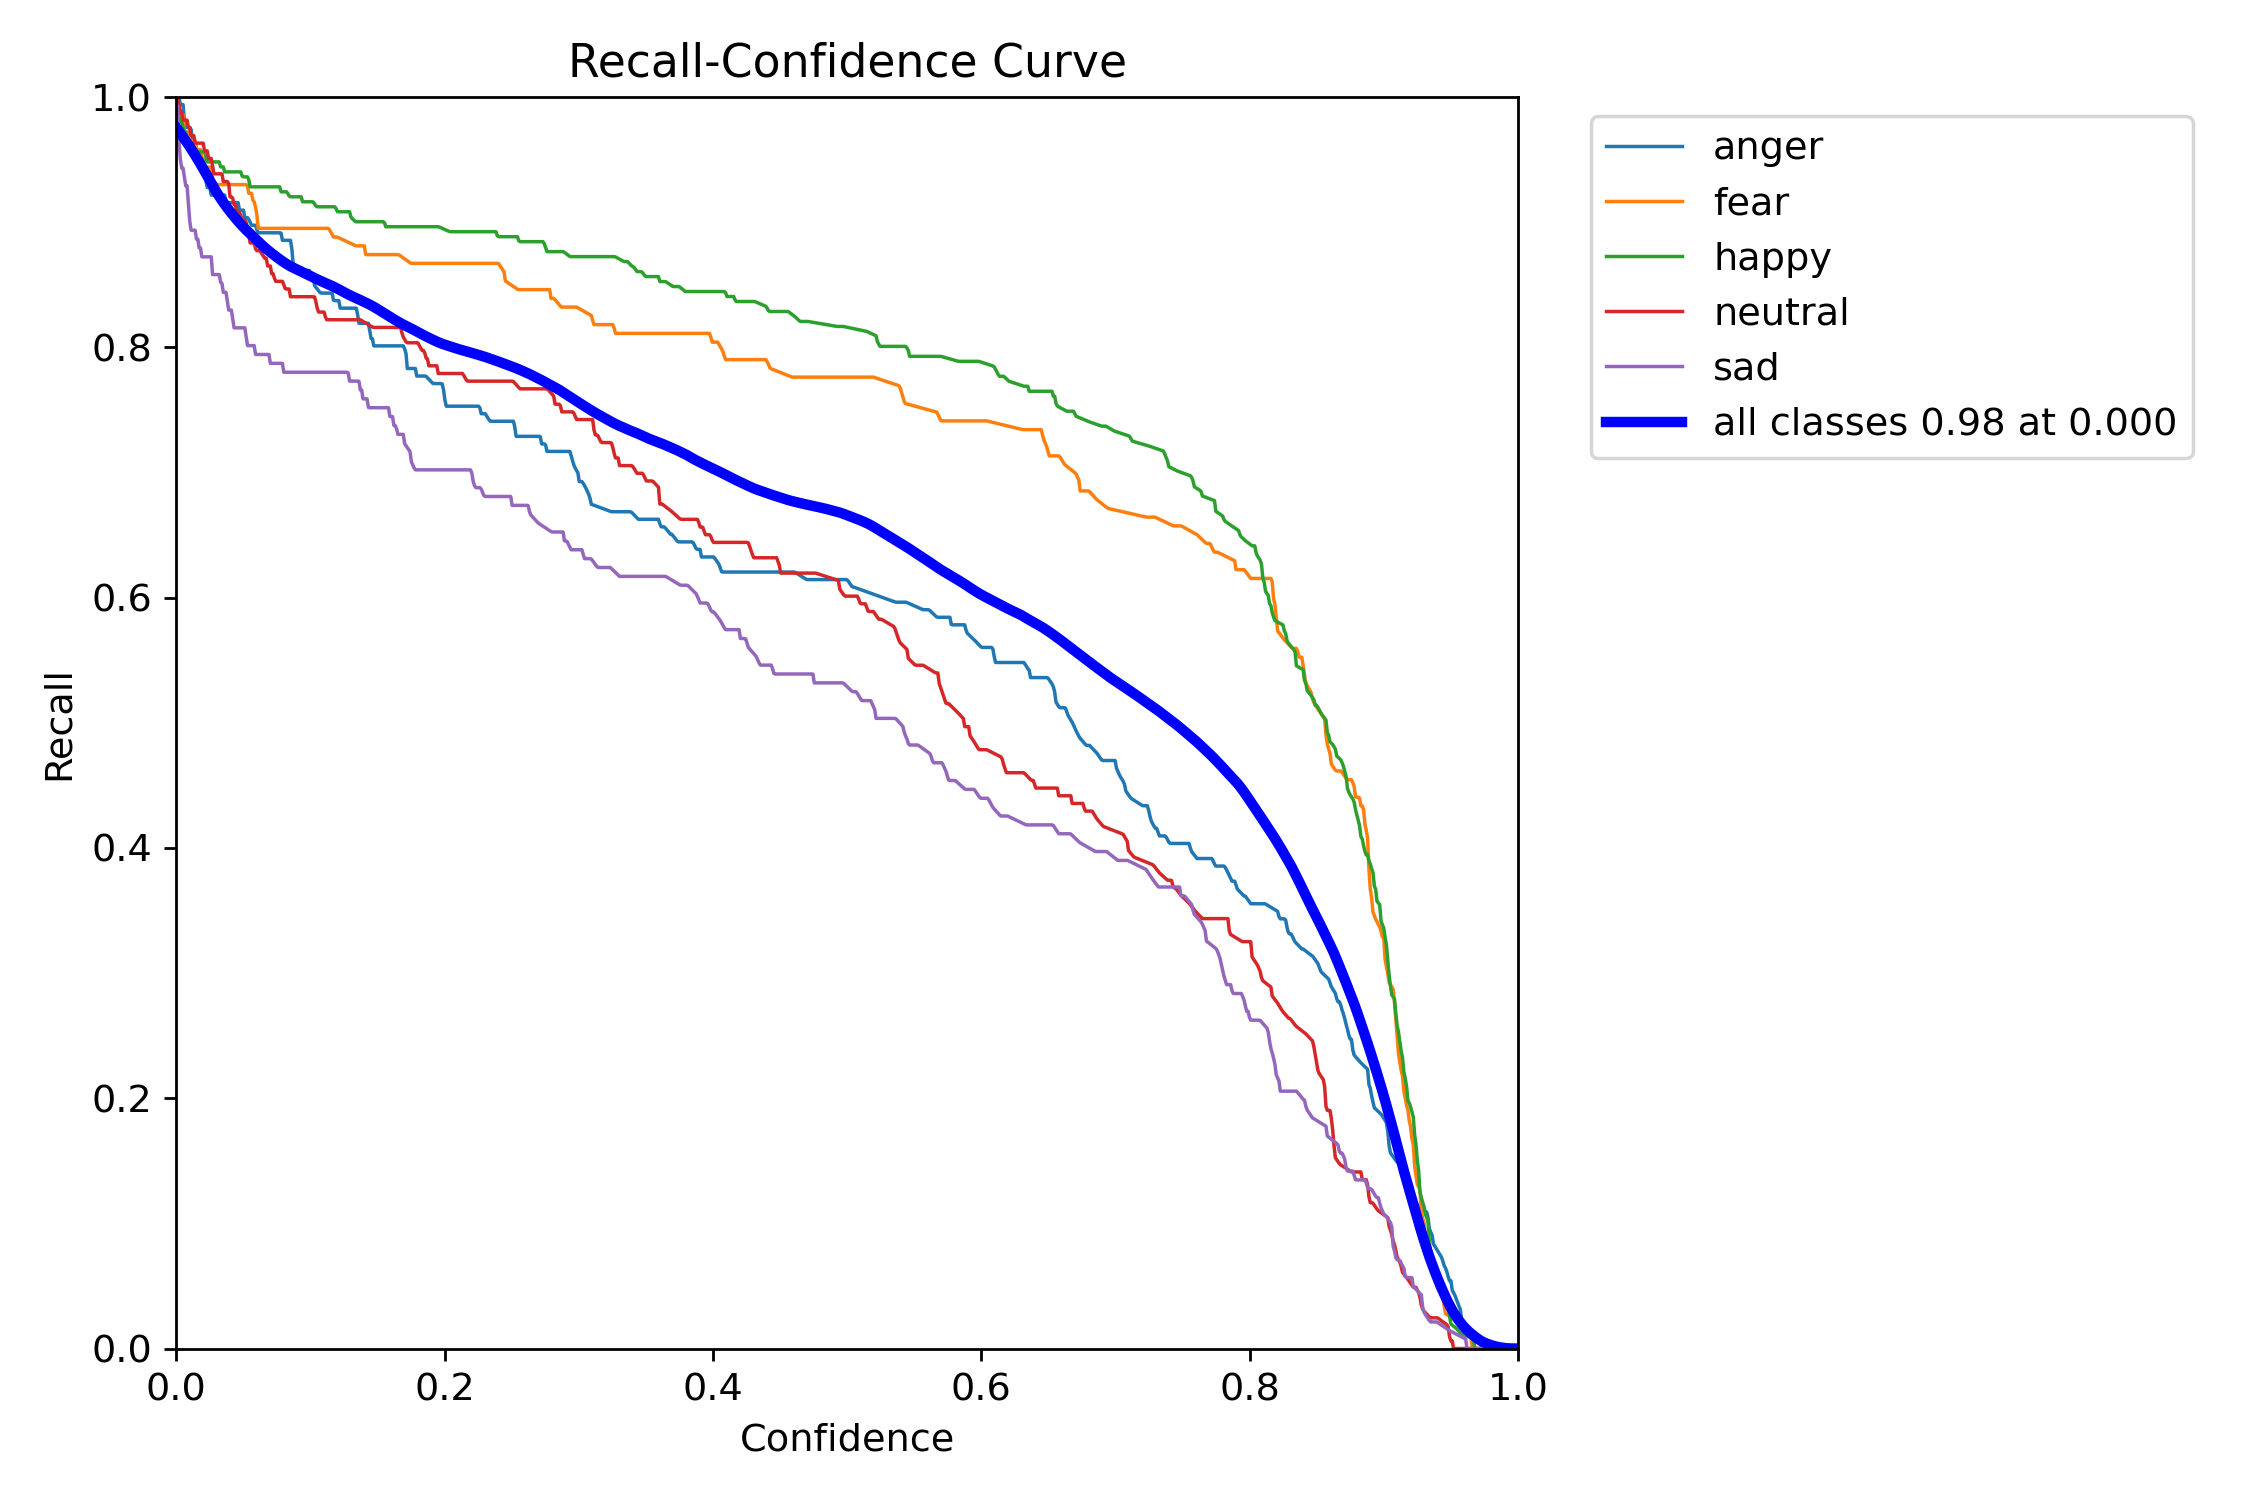 Recall-Confidence Curve
1.0
0.8
0.6
0.4
0.2
0.0
Recall
0.0 0.2 0.4 0.6 0.8 1.0
Confidence
anger
fear
happy
neutral
sad
all classes 0.98 at 0.000